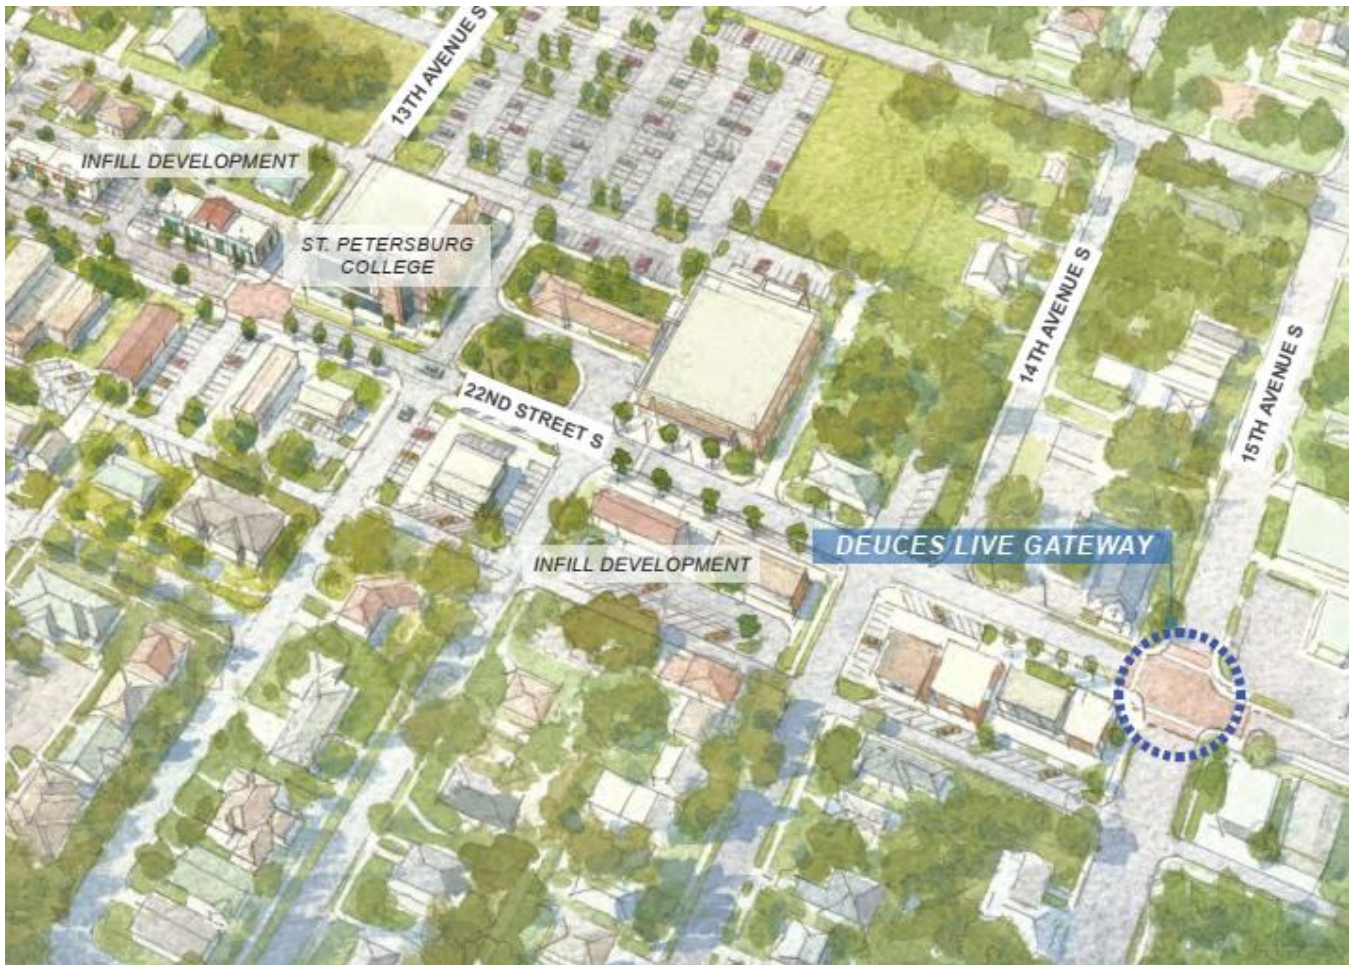 13TH AVENUE S
INFILL DEVELOPMENT
ST. PETERSBURG
COLLEGE
14TH AVENUE S
15TH AVENUE S
22ND STREET S
DEUCES LIVE GATEWAY
INFILL DEVELOPMENT